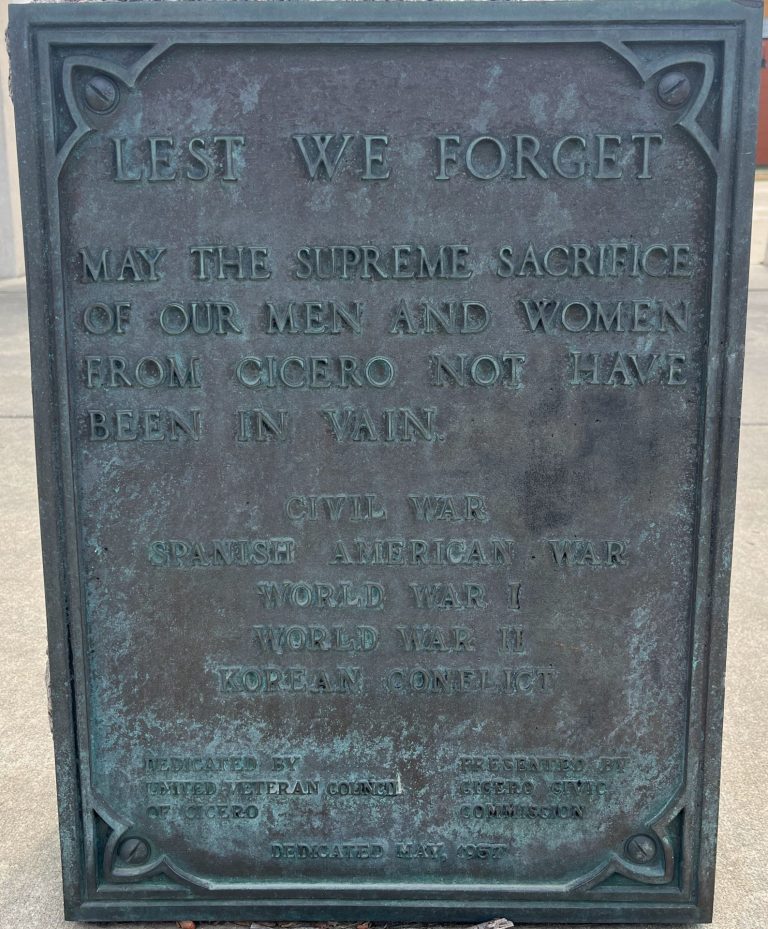 LEST WE FORGET
MAY THE SUPREME SACRIFICE
OF OUR MEN AND WOMEN
FROM CICERO NOT HAVE
BEEN IN VAIN.
CIVIL WAR
SPANISH AMERICAN WAR
WORLD WAR I
WORLD WAR II
KOREAN CONFLICT
DEDICATED BY
UNITED VETERAN COUNCIL
OF CICERO
PRESENTED BY
CICERO CIVIC
COMMISSION
DEDICATED MAY,